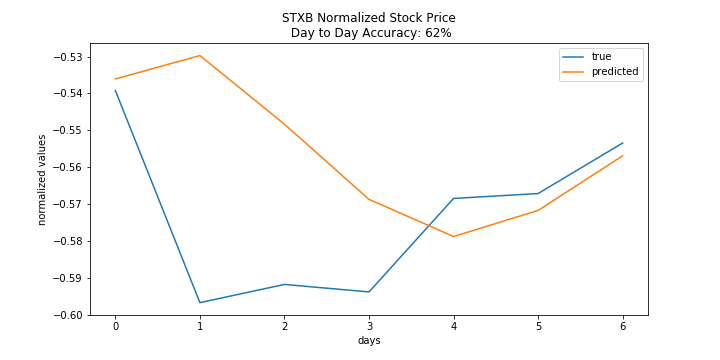 STXB Normalized Stock Price
Day to Day Accuracy: 62%
true
predicted
normalized values
−0.53
−0.54
−0.55
−0.56
−0.57
−0.58
−0.59
−0.60
0 1 2 3 4 5 6
days